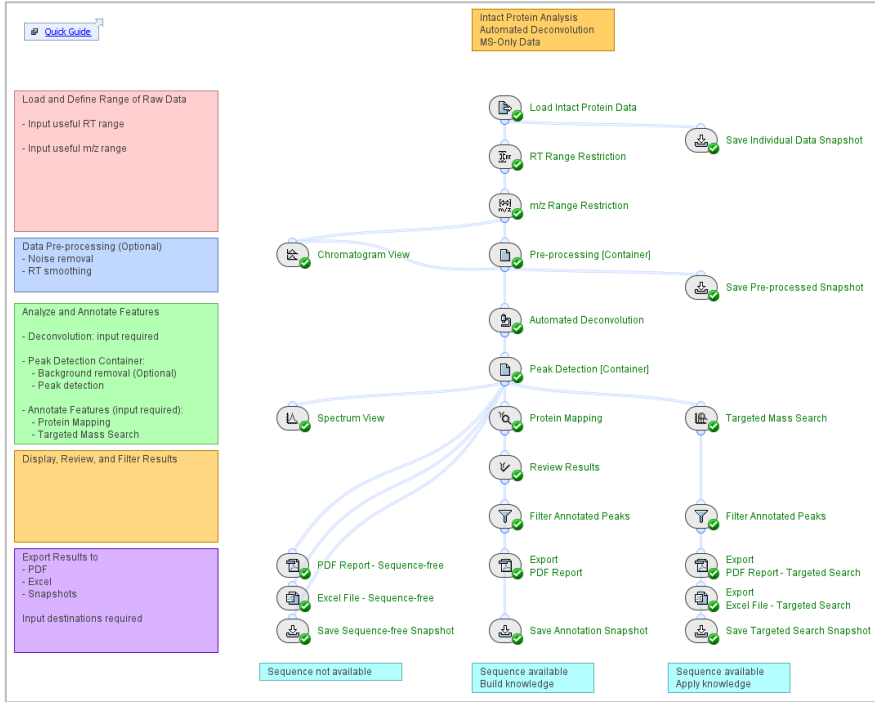 Quick Guide
Intact Protein Analysis
Automated Deconvolution
MS-Only Data
Load and Define Range of Raw Data
- Input useful RT range
- Input useful m/z range
Load Intact Protein Data
Save Individual Data Snapshot
RT
RT Range Restriction
m/z
m/z Range Restriction
Data Pre-processing (Optional)
- Noise removal
- RT smoothing
Chromatogram View
Pre-processing [Container]
Save Pre-processed Snapshot
Analyze and Annotate Features
- Deconvolution: input required
- Peak Detection Container:
- Background removal (Optional)
- Peak detection
- Annotate Features (input required):
- Protein Mapping
- Targeted Mass Search
Automated Deconvolution
Peak Detection [Container]
Spectrum View
Protein Mapping
Targeted Mass Search
Display, Review, and Filter Results
Review Results
Filter Annotated Peaks
Filter Annotated Peaks
Export Results to
- PDF
- Excel
- Snapshots
Input destinations required
PDF Report - Sequence-free
Export
PDF Report
Export
PDF Report - Targeted Search
Excel File - Sequence-free
Export
Excel File - Targeted Search
Save Sequence-free Snapshot
Save Annotation Snapshot
Save Targeted Search Snapshot
Sequence not available
Sequence available
Build knowledge
Sequence available
Apply knowledge